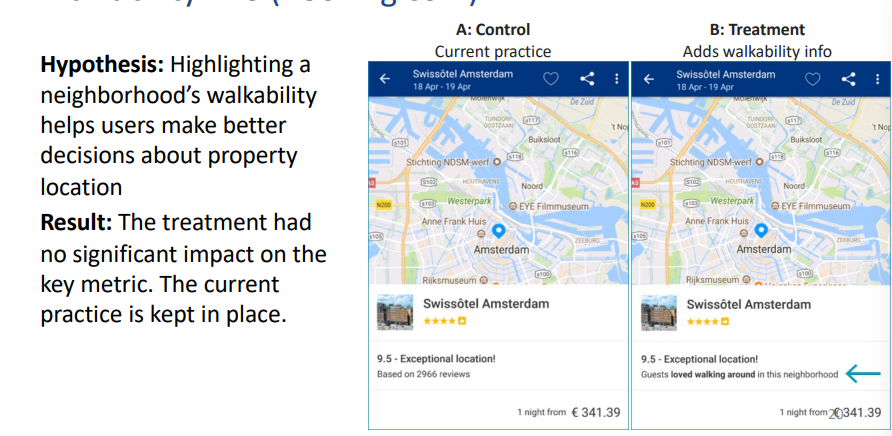 A: Control
Current practice
B: Treatment
Adds walkability info
Hypothesis: Highlighting a
neighborhood's walkability
helps users make better
decisions about property
location
Result: The treatment had
no significant impact on the
key metric. The current
practice is kept in place.
Swissôtel Amsterdam
18 Apr - 19 Apr
Molenwijk
De Zuid
TUINDORP
OOSTZAAN
s117
't Nop
s101
Buiksloot
Stichting NDSM-werf
s118
s116
S102
HOUTHAVENS
Noord
N200
s103
Westerpark
EYE Filmmuseum
Anne Frank Huis
s105
ZEEBURG
Amsterdam
s100
Rijksmuseum
Swissôtel Amsterdam
9.5 - Exceptional location!
Based on 2966 reviews
1 night from € 341.39
Swissôtel Amsterdam
18 Apr - 19 Apr
Molenwijk
De Zuid
TUINDORP
OOSTZAAN
s117
't Nop
s101
Buiksloot
Stichting NDSM-werf
s118
s116
S102
HOUTHAVENS
Noord
N200
s103
Westerpark
EYE Filmmuseum
Anne Frank Huis
s105
ZEEBURG
Amsterdam
s100
Rijksmuseum
Swissôtel Amsterdam
9.5 - Exceptional location!
Guests loved walking around in this neighborhood
1 night from € 341.39
20